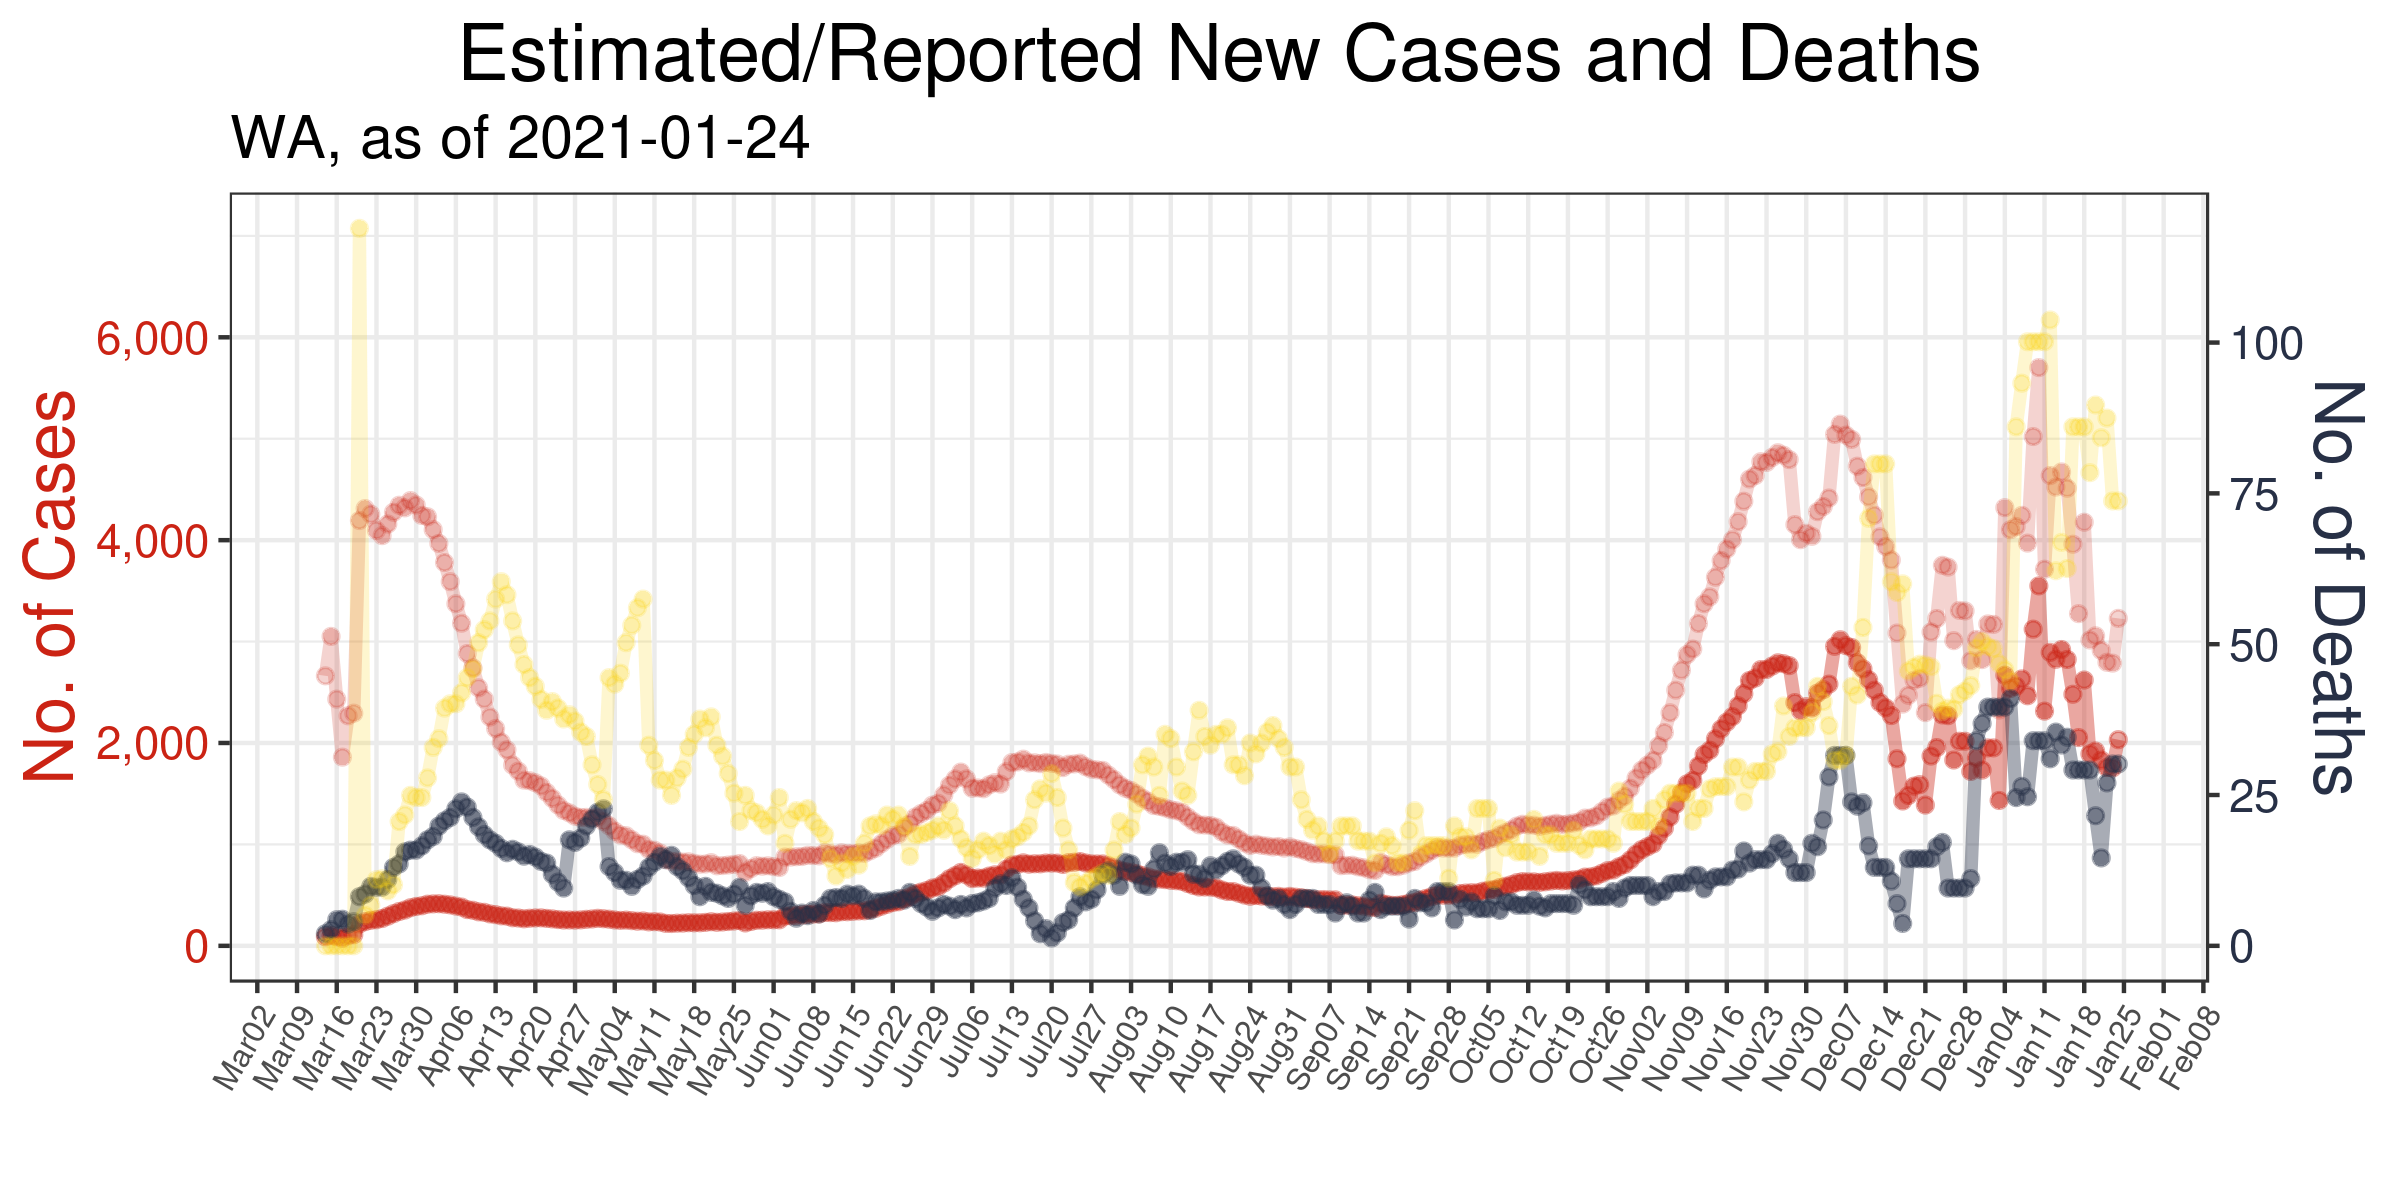 Estimated/Reported New Cases and Deaths
WA, as of 2021-01-24
No. of Cases
6,000
4,000
2,000
0
100
75
50
25
0
No. of Deaths
Mar02
Mar09
Mar16
Mar23
Mar30
Apr06
Apr13
Apr20
Apr27
May04
May11
May18
May25
Jun01
Jun08
Jun15
Jun22
Jun29
Jul06
Jul13
Jul20
Jul27
Aug03
Aug10
Aug17
Aug24
Aug31
Sep07
Sep14
Sep21
Sep28
Oct05
Oct12
Oct19
Oct26
Nov02
Nov09
Nov16
Nov23
Nov30
Dec07
Dec14
Dec21
Dec28
Jan04
Jan11
Jan18
Jan25
Feb01
Feb08